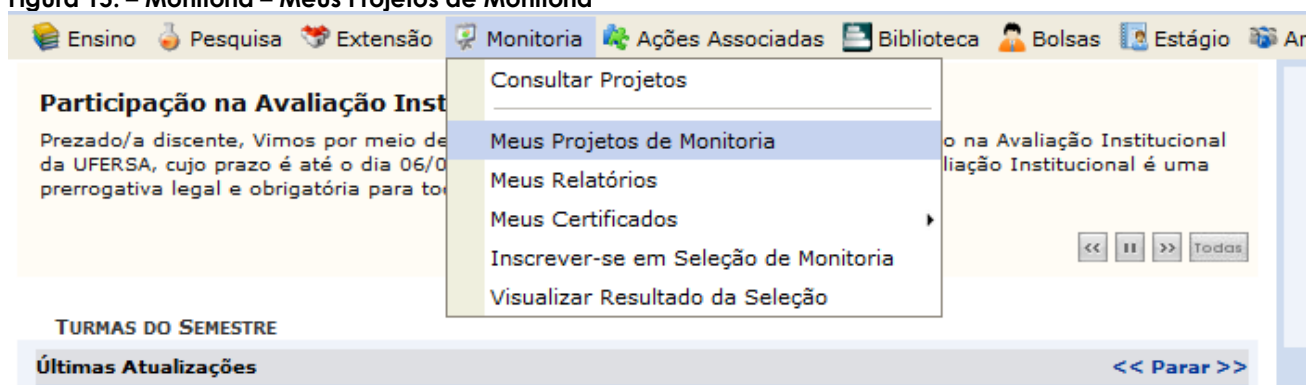 Figura 15. – Monitoria – Meus Projetos de Monitoria
Ensino Pesquisa Extensão Monitoria Ações Associadas Biblioteca Bolsas Estágio
Consultar Projetos
Participação na Avaliação Inst
Prezado/a discente, Vimos por meio de
Meus Projetos de Monitoria
o na Avaliação Institucional
da UFERSA, cujo prazo é até o dia 06/0
liação Institucional é uma
prerrogativa legal e obrigatória para to
Meus Relatórios
Meus Certificados
Inscrever-se em Seleção de Monitoria
Visualizar Resultado da Seleção
<< II >> Todas
TURMAS DO SEMESTRE
Últimas Atualizações << Parar >>